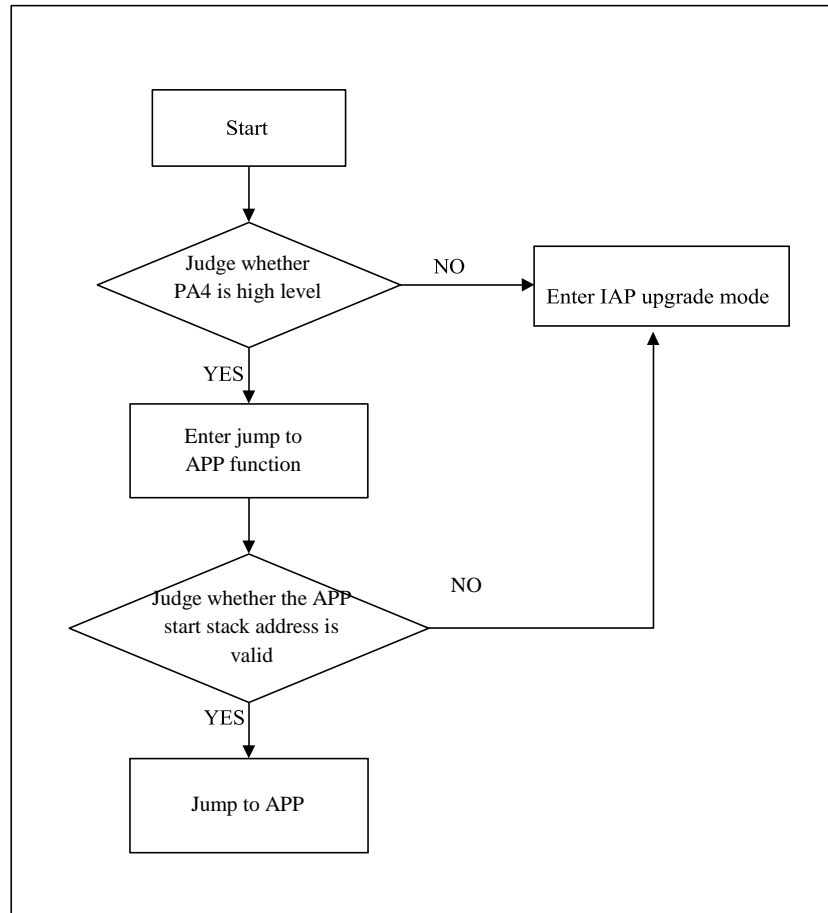 Start
Judge whether
PA4 is high level
NO
Enter IAP upgrade mode
YES
Enter jump to
APP function
Judge whether the APP
start stack address is
valid
NO
YES
Jump to APP